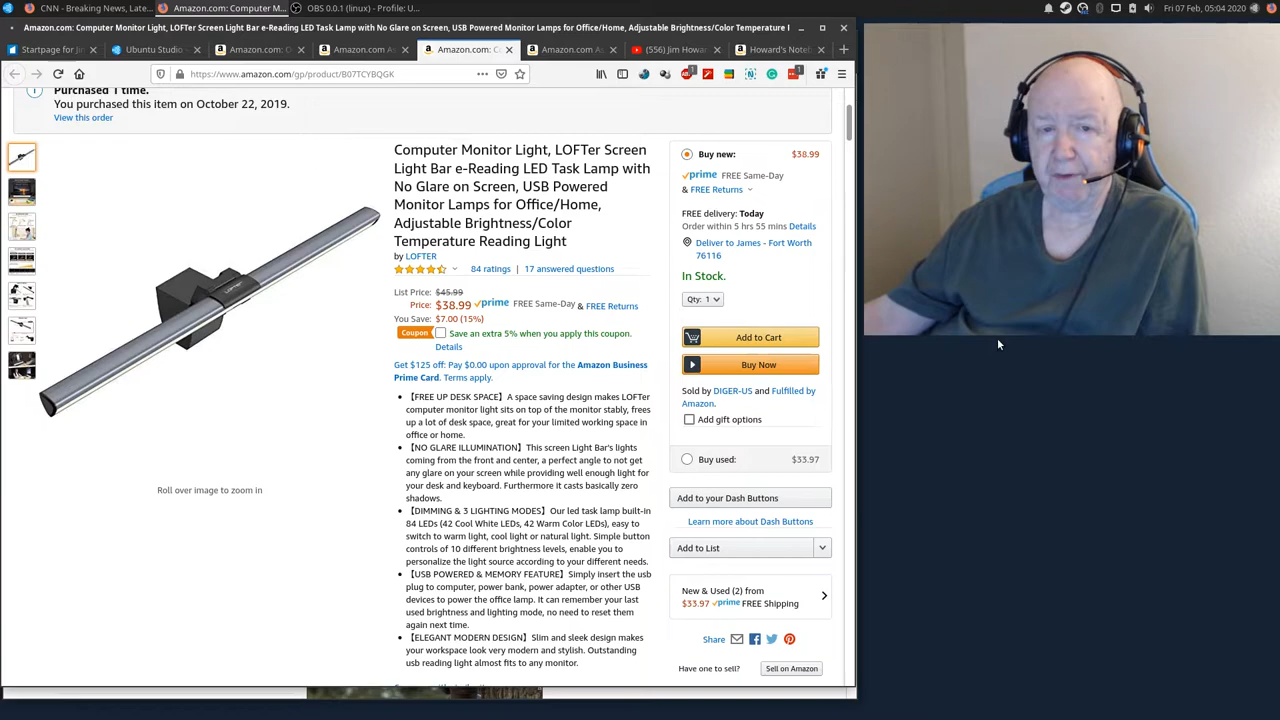 CNN - Breaking News, Late...
Amazon.com: Computer M...
OBS 0.0.1 (linux) - Profile: U...
Fri 07 Feb, 05:04 2020
Amazon.com: Computer Monitor Light, LOFTer Screen Light Bar e-Reading LED Task Lamp with No Glare on Screen, USB Powered Monitor Lamps for Office/Home, Adjustable Brightness/Color Temperature Reading L
Startpage for Jim
Ubuntu Studio -
Amazon.com: O
Amazon.com As
Amazon.com: C
Amazon.com As
(556) Jim Howar
Howard's Noteb
https://www.amazon.com/gp/product/B07TCYBQGK
Purchased 1 time.
You purchased this item on October 22, 2019.
View this order
Computer Monitor Light, LOFTer Screen
Light Bar e-Reading LED Task Lamp with
No Glare on Screen, USB Powered
Monitor Lamps for Office/Home,
Adjustable Brightness/Color
Temperature Reading Light
by LOFTER
84 ratings | 17 answered questions
List Price: $45.99
Price: $38.99 prime FREE Same-Day
& FREE Returns
You Save: $7.00 (15%)
Coupon Save an extra 5% when you apply this coupon.
Details
Get $125 off: Pay $0.00 upon approval for the Amazon Business
Prime Card. Terms apply.
• 【FREE UP DESK SPACE】A space saving design makes LOFTer
computer monitor light sits on top of the monitor stably, frees
up a lot of desk space, great for your limited working space in
office or home.
• 【NO GLARE ILLUMINATION】This screen Light Bar's lights
coming from the front and center, a perfect angle to not get
any glare on your screen while providing well enough light for
your desk and keyboard. Furthermore it casts basically zero
shadows.
• 【DIMMING & 3 LIGHTING MODES】Our led task lamp built-in
84 LEDs (42 Cool White LEDs, 42 Warm Color LEDs), easy to
switch to warm light, cool light or natural light. Simple button
controls of 10 different brightness levels, enable you to
personalize the light source according to your different needs.
• 【USB POWERED & MEMORY FEATURE】Simply insert the usb
plug to computer, power bank, power adapter, or other USB
devices to power the office lamp. It can remember your last
used brightness and lighting mode, no need to reset them
again next time.
• 【ELEGANT MODERN DESIGN】Slim and sleek design makes
your workspace look very modern and stylish. Outstanding
usb reading light almost fits to any monitor.
Roll over image to zoom in
Buy new: $38.99
prime FREE Same-Day
& FREE Returns
FREE delivery: Today
Order within 5 hrs 55 mins Details
Deliver to James - Fort Worth
76116
In Stock.
Qty: 1
Add to Cart
Buy Now
Sold by DIGER-US and Fulfilled by
Amazon.
Add gift options
Buy used: $33.97
Add to your Dash Buttons
Learn more about Dash Buttons
Add to List
New & Used (2) from
$33.97 prime FREE Shipping
Share
Have one to sell? Sell on Amazon